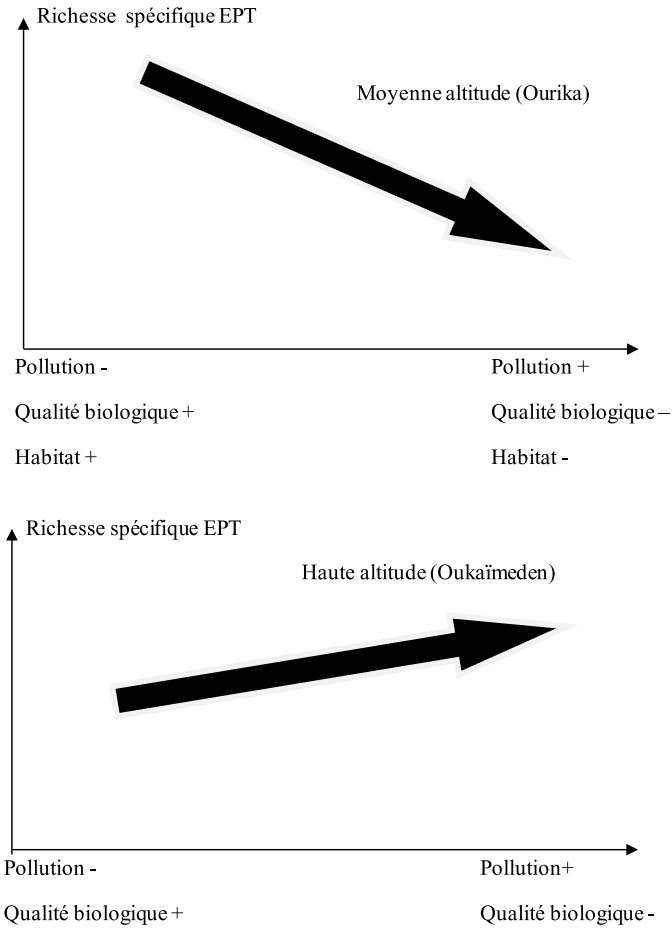 Richesse spécifique EPT
Moyenne altitude (Ourika)
Pollution - Pollution +
Qualité biologique + Qualité biologique –
Habitat + Habitat -
Richesse spécifique EPT
Haute altitude (Oukaïmeden)
Pollution - Pollution+
Qualité biologique + Qualité biologique -